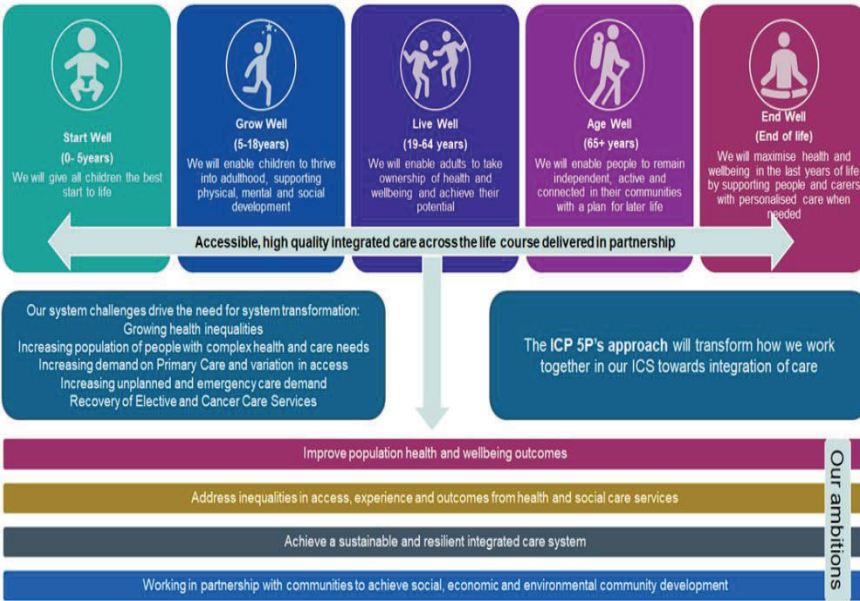 Start Well
(0- 5years)
We will give all children the best
start to life
Grow Well
(5-18years)
We will enable children to thrive
into adulthood, supporting
physical, mental and social
development
Live Well
(19-64 years)
We will enable adults to take
ownership of health and
wellbeing and achieve their
potential
Age Well
(65+ years)
We will enable people to remain
independent, active and
connected in their communities
with a plan for later life
End Well
(End of life)
We will maximise health and
wellbeing in the last years of life
by supporting people and carers
with personalised care when
needed
Accessible, high quality integrated care across the life course delivered in partnership
Our system challenges drive the need for system transformation:
Growing health inequalities
Increasing population of people with complex health and care needs
Increasing demand on Primary Care and variation in access
Increasing unplanned and emergency care demand
Recovery of Elective and Cancer Care Services
The ICP 5P's approach will transform how we work
together in our ICS towards integration of care
Improve population health and wellbeing outcomes
Address inequalities in access, experience and outcomes from health and social care services
Achieve a sustainable and resilient integrated care system
Working in partnership with communities to achieve social, economic and environmental community development
Our ambitions